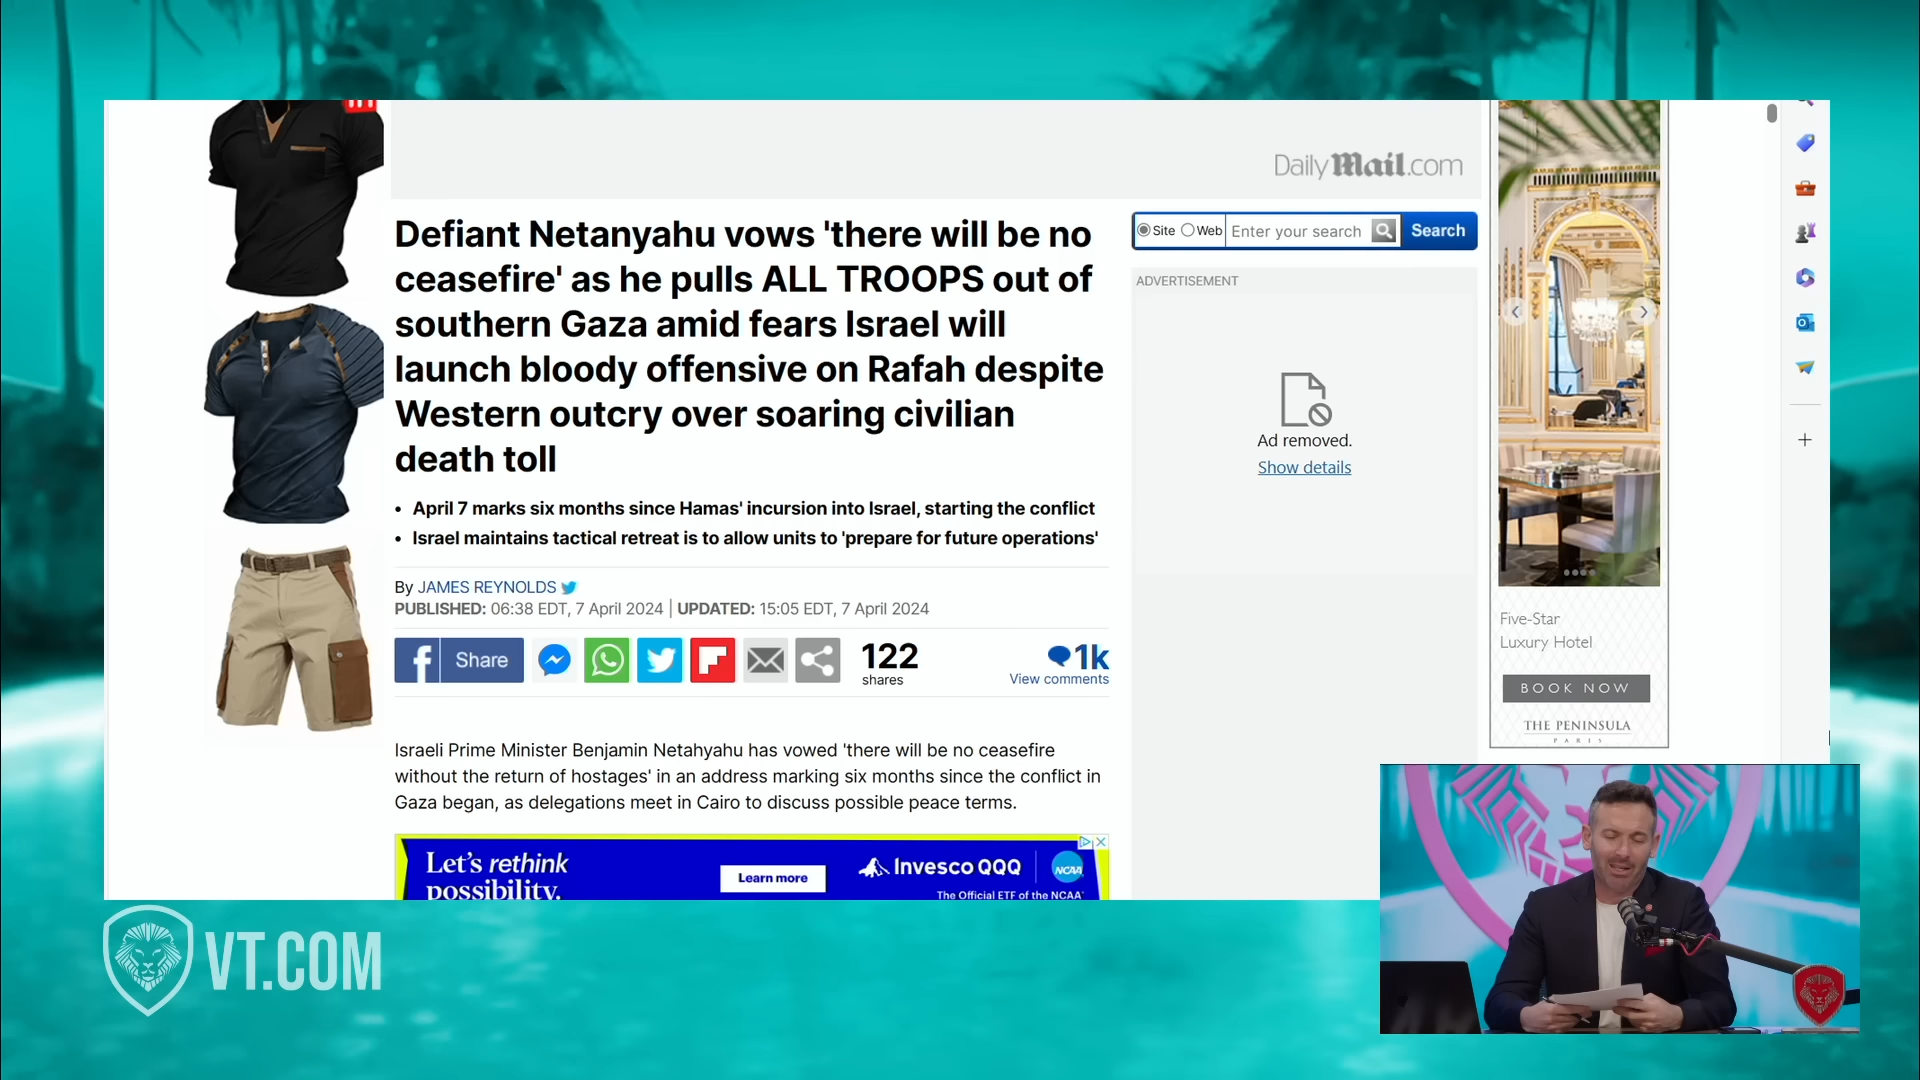 DailyMail.com
Defiant Netanyahu vows 'there will be no
ceasefire' as he pulls ALL TROOPS out of
southern Gaza amid fears Israel will
launch bloody offensive on Rafah despite
Western outcry over soaring civilian
death toll
• April 7 marks six months since Hamas' incursion into Israel, starting the conflict
• Israel maintains tactical retreat is to allow units to 'prepare for future operations'
By JAMES REYNOLDS
PUBLISHED: 06:38 EDT, 7 April 2024 | UPDATED: 15:05 EDT, 7 April 2024
f Share
122
shares
1k
View comments
Israeli Prime Minister Benjamin Netahyahu has vowed 'there will be no ceasefire
without the return of hostages' in an address marking six months since the conflict in
Gaza began, as delegations meet in Cairo to discuss possible peace terms.
Let's rethink
possibility.
Learn more
Invesco QQQ
NCAA
The Official ETF of the NCAA
Site Web Enter your search Search
ADVERTISEMENT
Ad removed.
Show details
Five-Star
Luxury Hotel
BOOK NOW
THE PENINSULA
PARIS
VT.COM